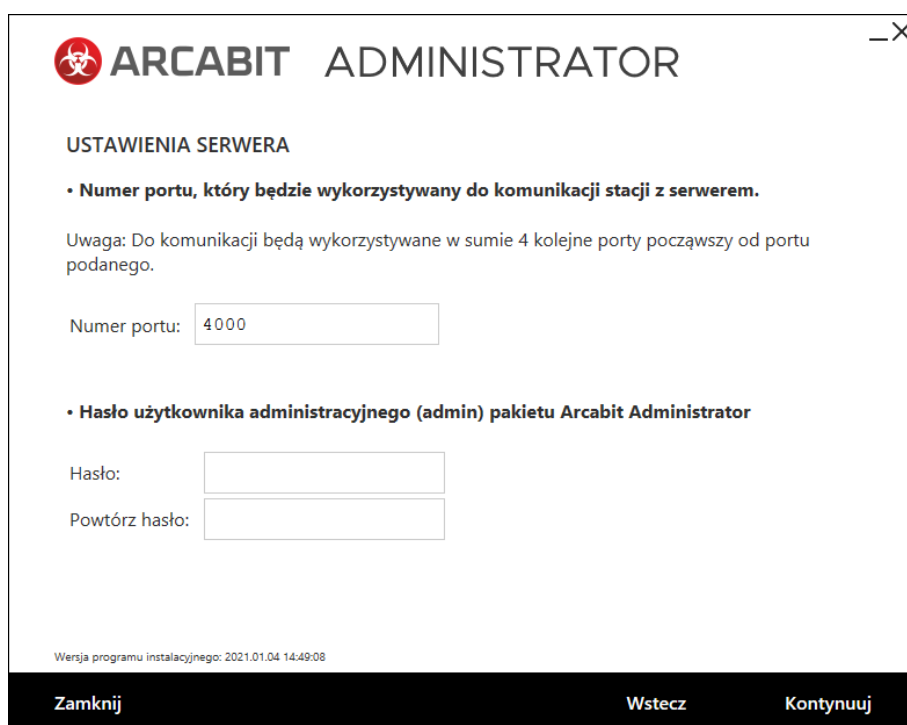 ARCABIT ADMINISTRATOR
USTAWIENIA SERWERA
• Numer portu, który będzie wykorzystywany do komunikacji stacji z serwerem.
Uwaga: Do komunikacji będą wykorzystywane w sumie 4 kolejne porty począwszy od portu
podanego.
Numer portu: 4000
• Hasło użytkownika administracyjnego (admin) pakietu Arcabit Administrator
Hasło:
Powtórz hasło:
Wersja programu instalacyjnego: 2021.01.04 14:49:08
Zamknij Wstecz Kontynuuj